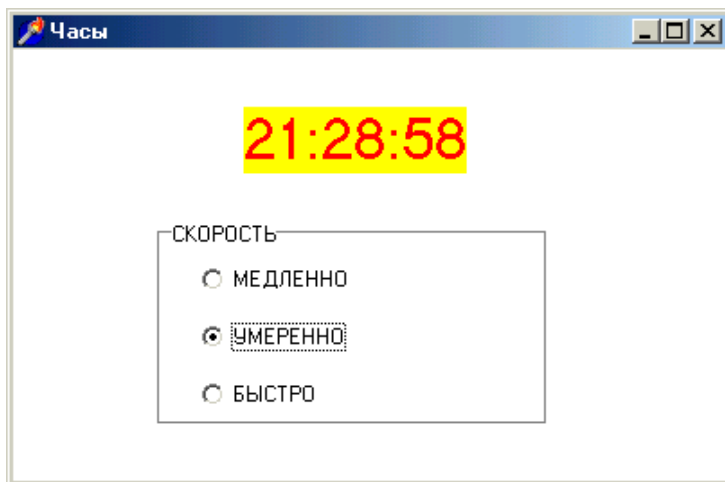 Часы
21:28:58
СКОРОСТЬ
МЕДЛЕННО
УМЕРЕННО
БЫСТРО